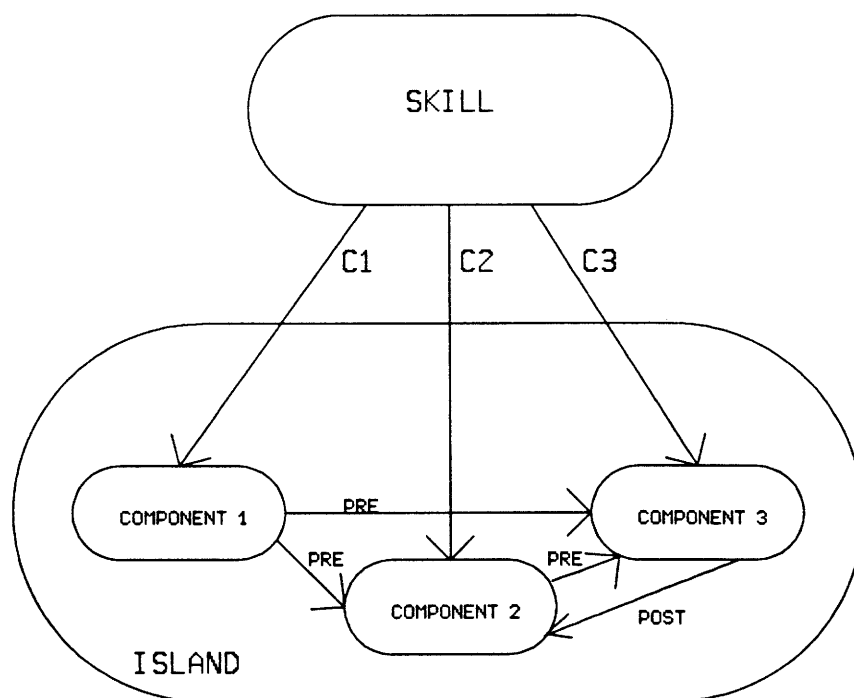 SKILL
C1
C2
C3
COMPONENT 1
PRE
COMPONENT 3
PRE
PRE
COMPONENT 2
POST
ISLAND